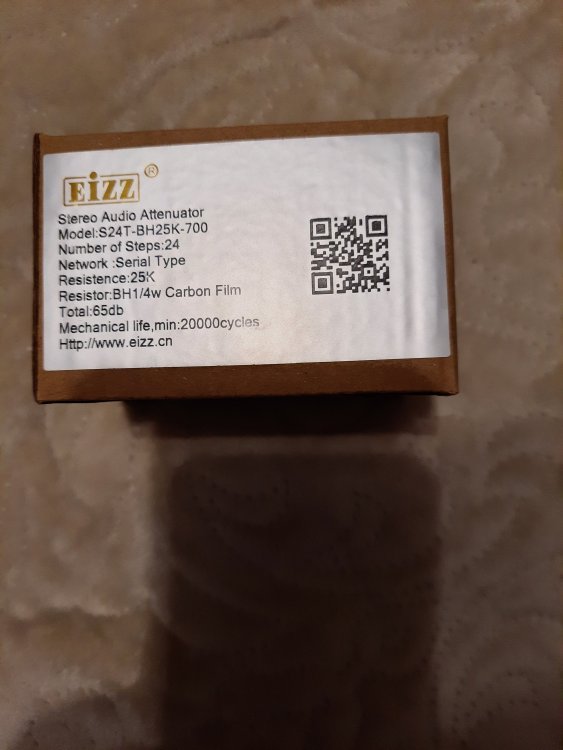 EiZZ ®
Stereo Audio Attenuator
Model:S24T-BH25K-700
Number of Steps:24
Network :Serial Type
Resistence:25K
Resistor:BH1/4w Carbon Film
Total:65db
Mechanical life,min:20000cycles
Http://www.eizz.cn